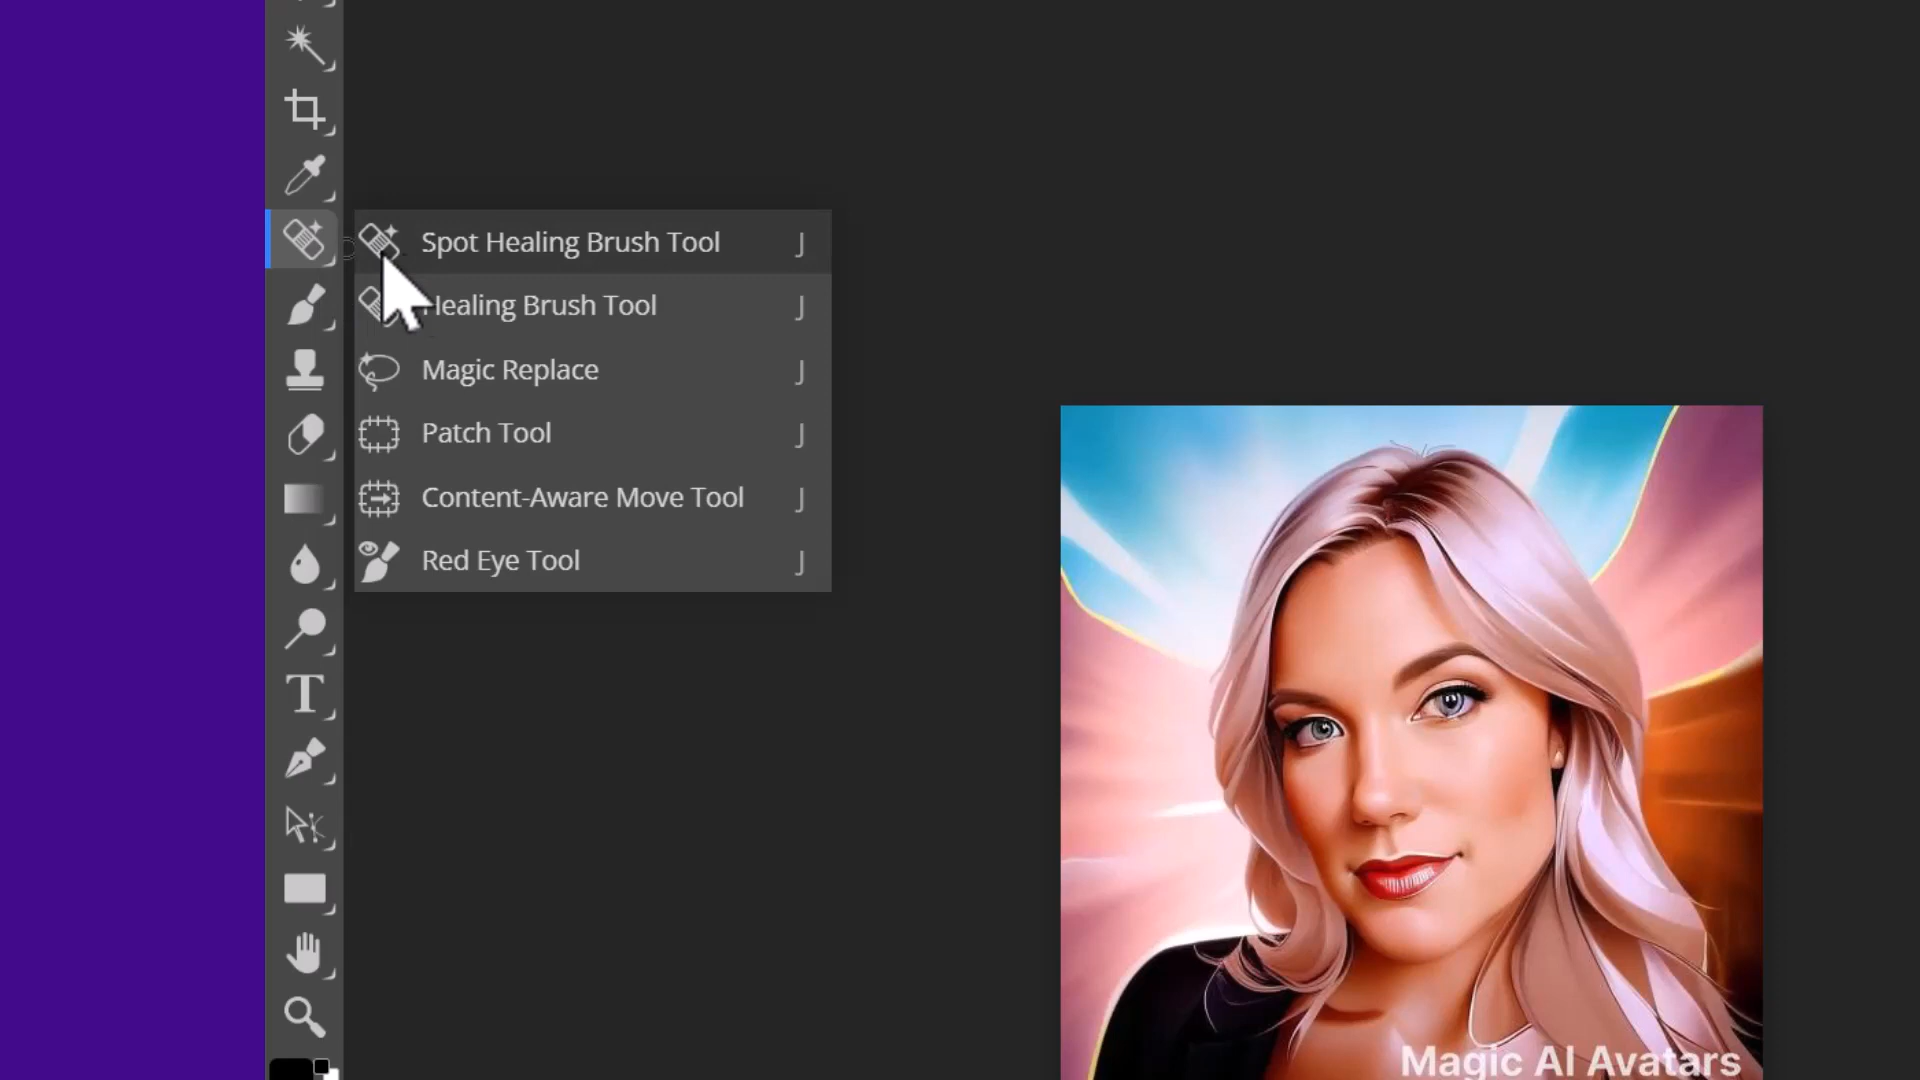 Spot Healing Brush Tool J
Healing Brush Tool J
Magic Replace J
Patch Tool J
Content-Aware Move Tool J
Red Eye Tool J
T
Magic AI Avatars